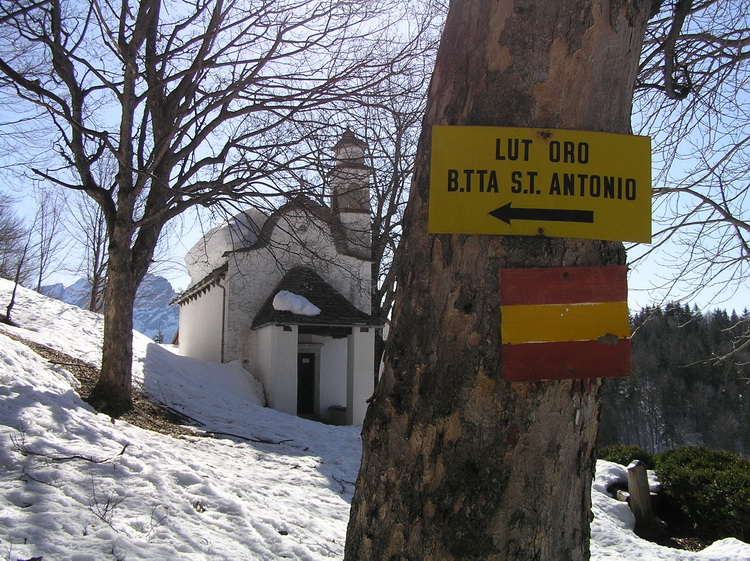 LUT ORO
B.TTA S.T. ANTONIO